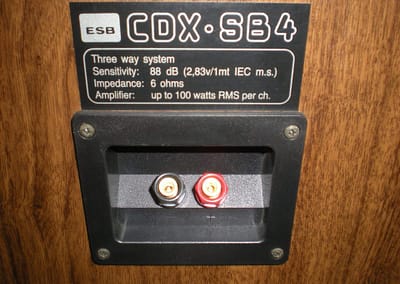 ESB CDX·SB4
Three way system
Sensitivity: 88 dB (2,83v/1mt IEC m.s.)
Impedance: 6 ohms
Amplifier: up to 100 watts RMS per ch.